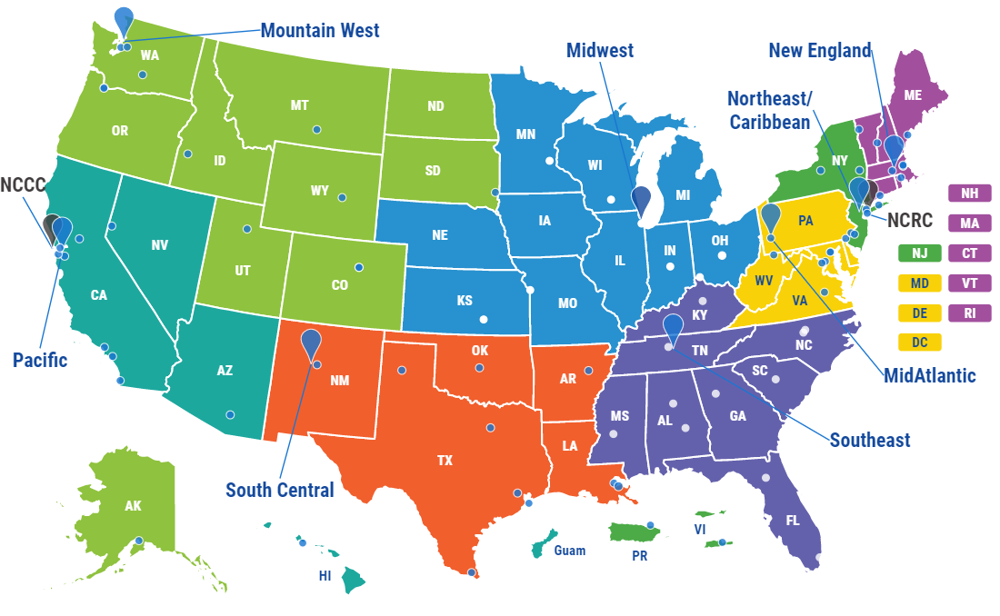 Mountain West
Midwest
New England
WA
ME
Northeast/
Caribbean
MT
ND
OR
MN
NY
ID
SD
WI
NCCC
WY
MI
NH
IA
PA
NCRC
MA
NV
NE
IN
OH
NJ
CT
UT
IL
CO
WV
MD
VT
CA
KS
MO
VA
KY
DE
RI
DC
Pacific
OK
TN
NC
AZ
NM
AR
SC
MidAtlantic
MS
AL
GA
LA
Southeast
TX
South Central
AK
FL
VI
Guam
PR
HI